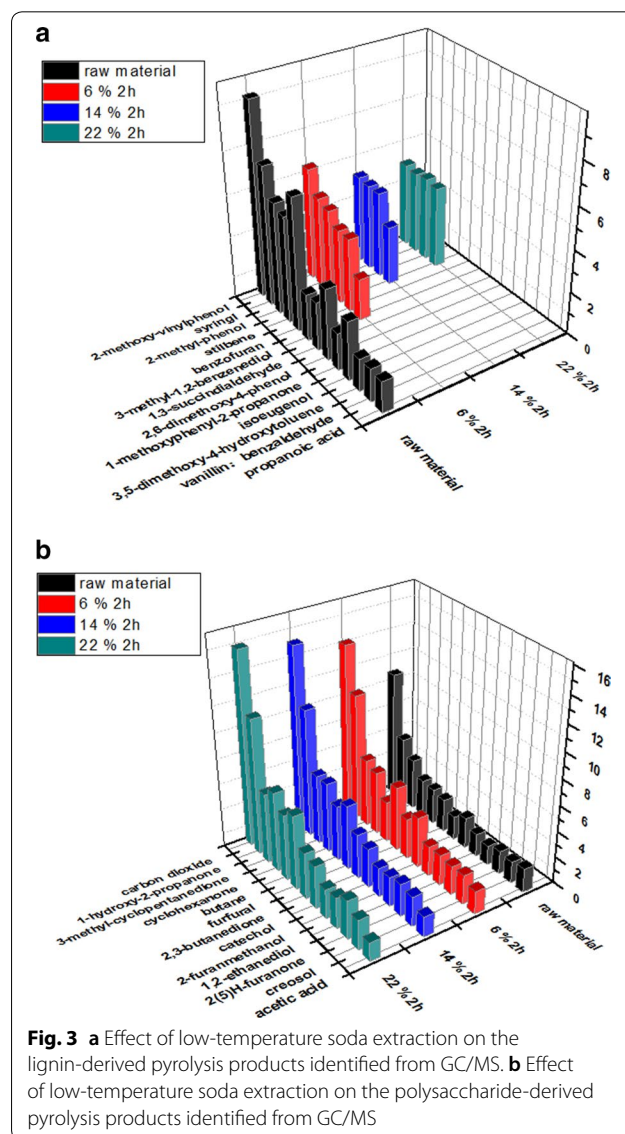 a
raw material
6 % 2h
14 % 2h
22 % 2h
8
6
4
2
0
2-methoxy-vinylphenol
syringl
2-methyl-phenol
stilbene
benzofuran
3-methyl-1,2-benzenediol
1.3-succindialdehyde
2,6-dimethoxy-4-phenol
1-methoxyphenyl-2-propanone
isoeugenol
3,5-dimethoxy-4-hydroxytoluene
vanillin；benzaldehyde
propanoic acid
raw material
6 % 2h
14 % 2h
22 % 2h
b
raw material
6 % 2h
14 % 2h
22 % 2h
16
14
12
10
8
6
4
2
0
carbon dioxide
1-hydroxy-2-propanone
3-methyl-cyclopentanedione
cyclohexanone
butane
furfural
2,3-butanedione
catechol
2-furanmethanol
1,2-ethanediol
2(5)H-furanone
creosol
acetic acid
22 % 2h
14 % 2h
6 % 2h
raw material
Fig. 3 a Effect of low-temperature soda extraction on the
lignin-derived pyrolysis products identified from GC/MS. b Effect
of low-temperature soda extraction on the polysaccharide-derived
pyrolysis products identified from GC/MS